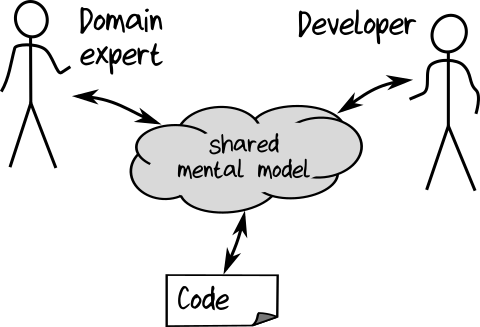 Domain
expert
Developer
shared
mental model
Code